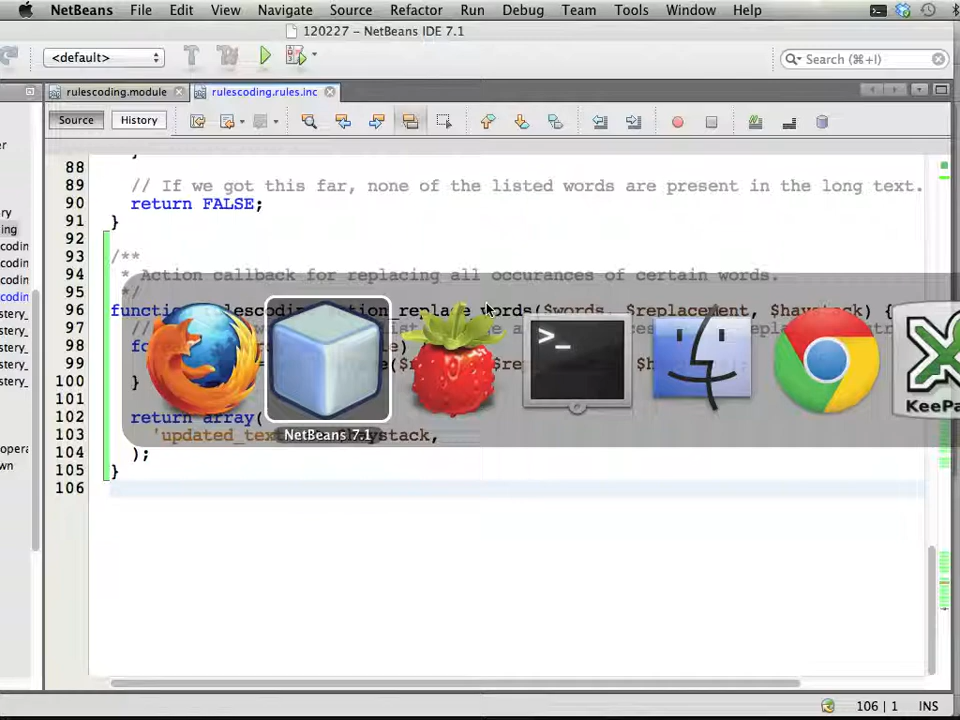 NetBeans File Edit View Navigate Source Refactor Run Debug Team Tools Window Help
120227 – NetBeans IDE 7.1
<default> Search (⌘+I)
rulescoding.module rulescoding.rules.inc
Source History
88 }
89 // If we got this far, none of the listed words are present in the long text.
90 return FALSE;
91 }
92
93 /**
94 * Action callback for replacing all occurances of certain words.
95 */
96 function rulescoding_action_replace_words($words, $replacement, $haystack) {
97 //
98
99
100 }
101
102 return array(
103 'updated_text $haystack,
104 );
105 }
106
NetBeans 7.1
>_
KeePa
106 | 1 INS